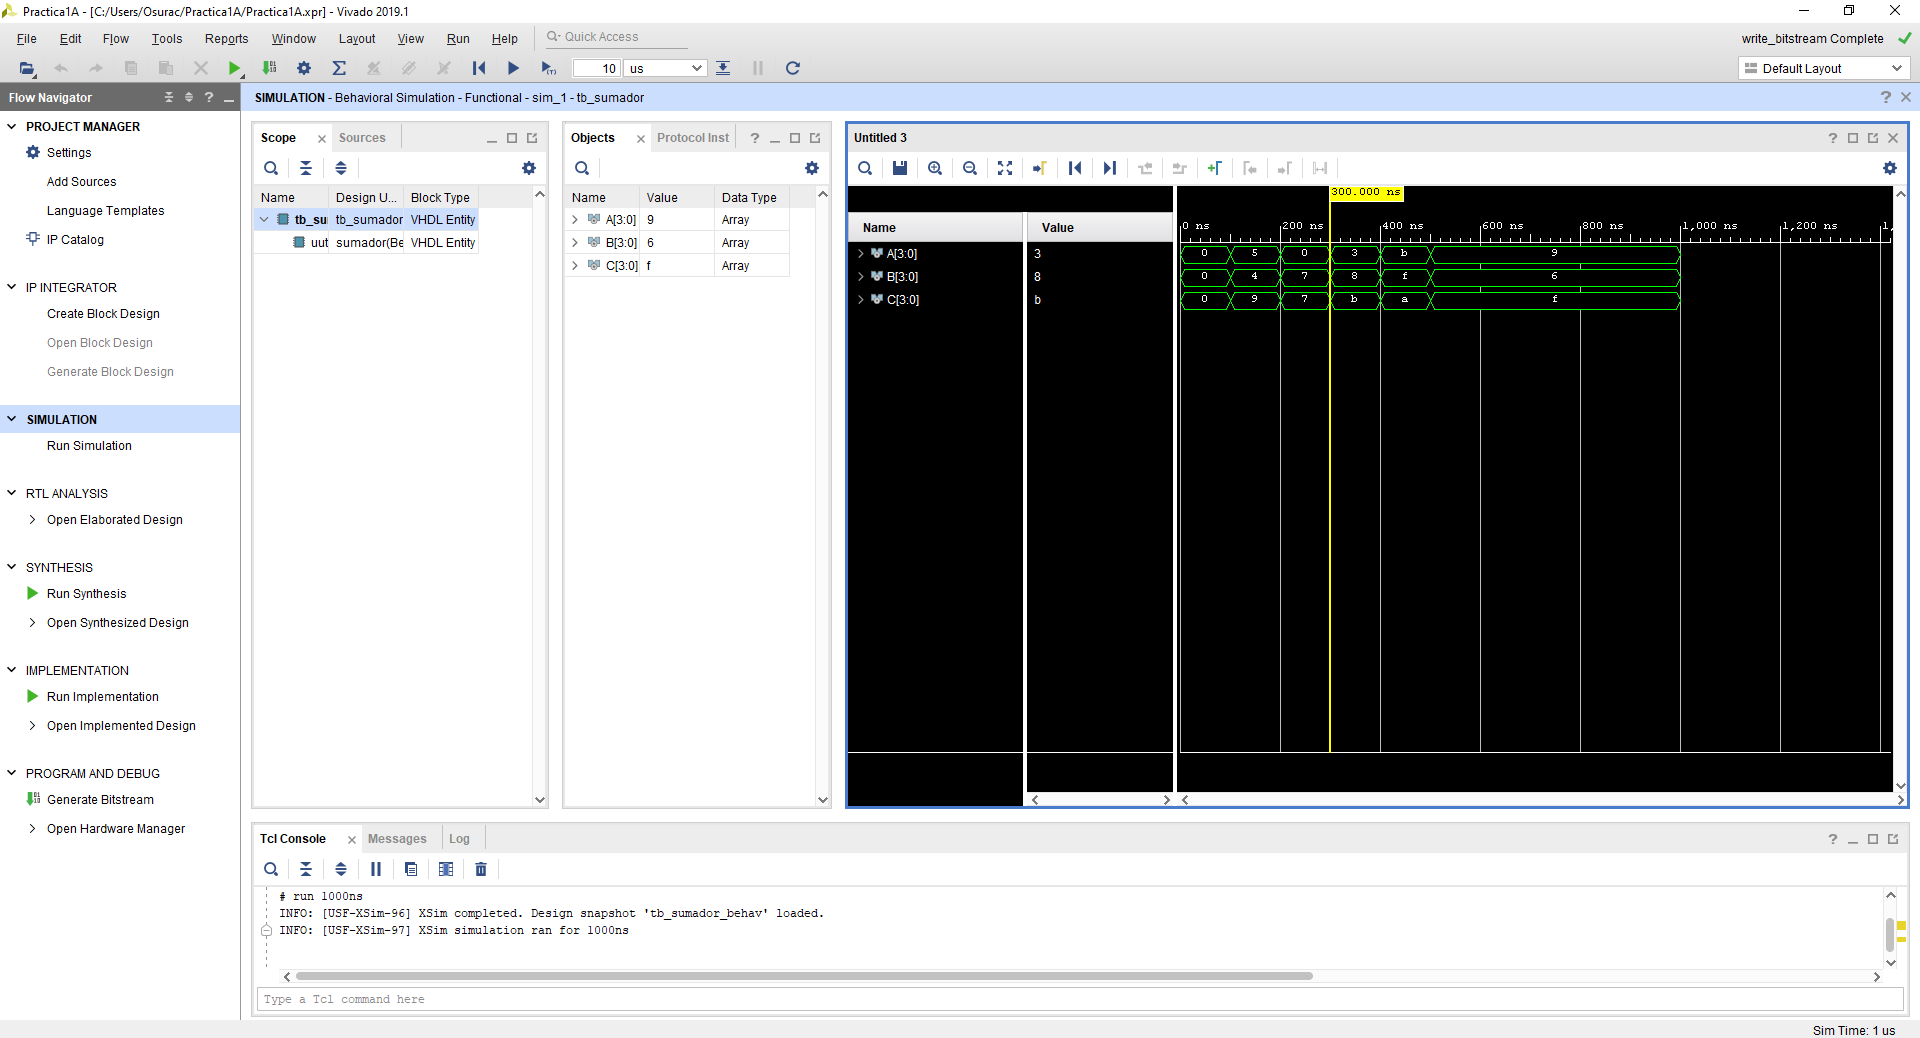 Practica1A - [C:/Users/Osurac/Practica1A/Practica1A.xpr] - Vivado 2019.1
File Edit Flow Tools Reports Window Layout View Run Help Quick Access
write_bitstream Complete
10 us
Default Layout
Flow Navigator
PROJECT MANAGER
Settings
Add Sources
Language Templates
IP Catalog
IP INTEGRATOR
Create Block Design
Open Block Design
Generate Block Design
SIMULATION
Run Simulation
RTL ANALYSIS
Open Elaborated Design
SYNTHESIS
Run Synthesis
Open Synthesized Design
IMPLEMENTATION
Run Implementation
Open Implemented Design
PROGRAM AND DEBUG
Generate Bitstream
Open Hardware Manager
SIMULATION - Behavioral Simulation - Functional - sim_1 - tb_sumador
Scope Sources
Name Design U... Block Type
tb_su tb_sumador VHDL Entity
uut sumador(Be VHDL Entity
Objects Protocol Inst
Name Value Data Type
A[3:0] 9 Array
B[3:0] 6 Array
C[3:0] f Array
Untitled 3
300.000 ns
Name Value
0 ns 200 ns 400 ns 600 ns 800 ns 1,000 ns 1,200 ns 1,
A[3:0] 3 0 5 0 3 b 9
B[3:0] 8 0 4 7 8 f 6
C[3:0] b 0 9 7 b a f
Tcl Console Messages Log
# run 1000ns
INFO: [USF-XSim-96] XSim completed. Design snapshot 'tb_sumador_behav' loaded.
INFO: [USF-XSim-97] XSim simulation ran for 1000ns
Type a Tcl command here
Sim Time: 1 us